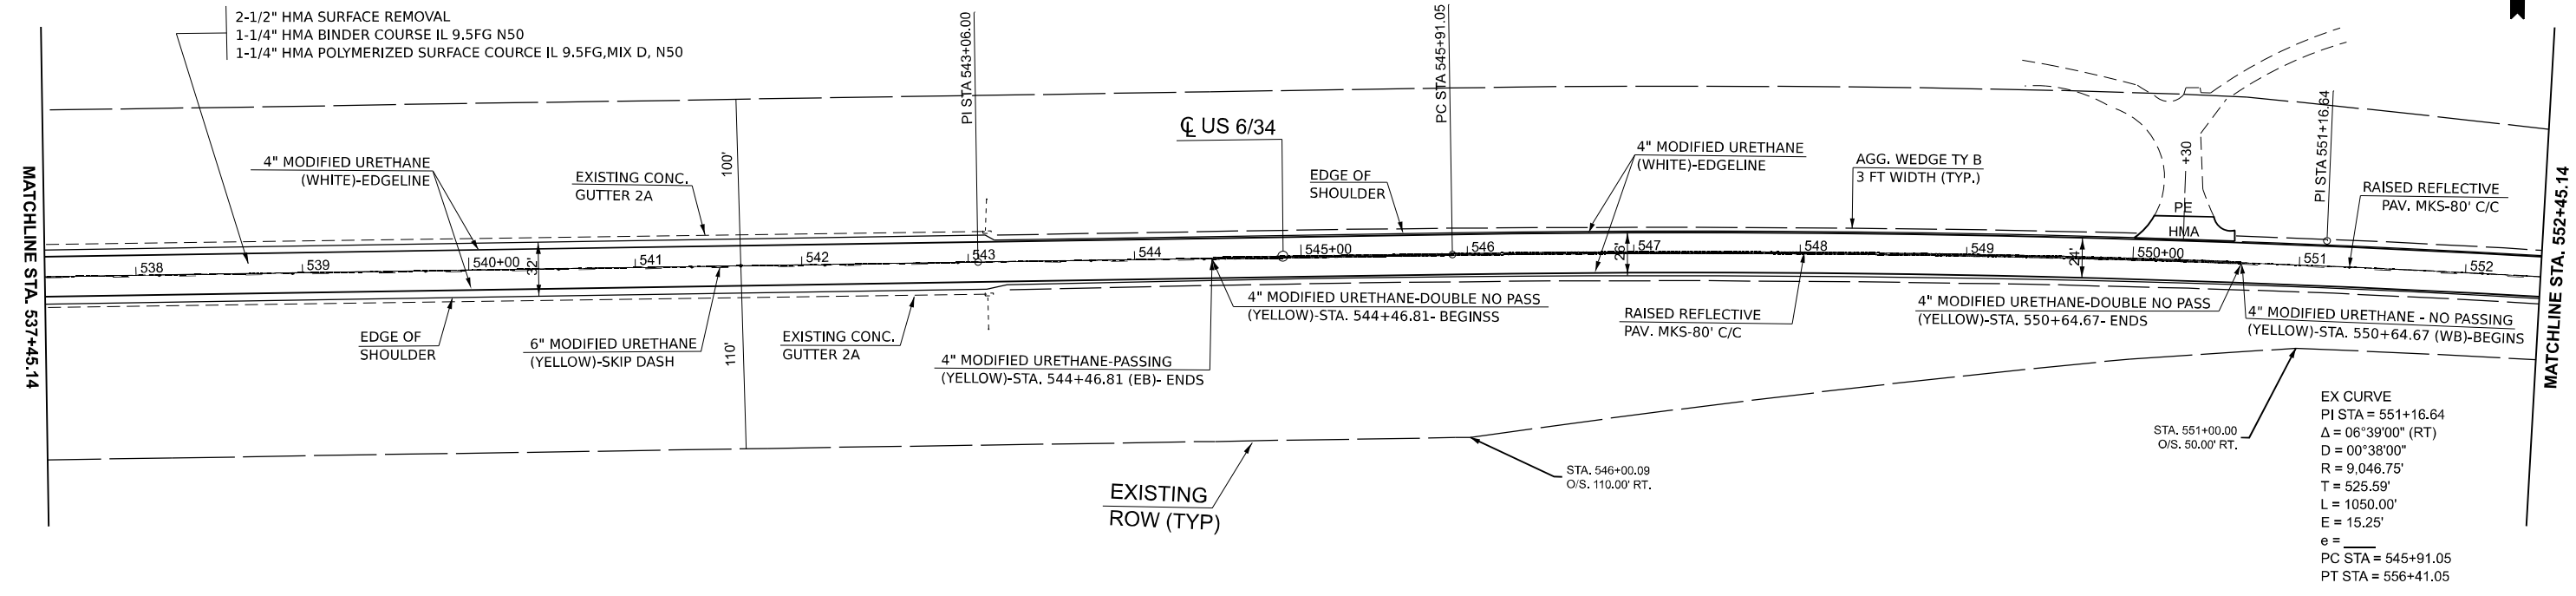 2-1/2" HMA SURFACE REMOVAL
1-1/4" HMA BINDER COURSE IL 9.5FG N50
1-1/4" HMA POLYMERIZED SURFACE COURCE IL 9.5FG,MIX D, N50
MATCHLINE STA. 537+45.14
4" MODIFIED URETHANE
(WHITE)-EDGELINE
EXISTING CONC.
GUTTER 2A
100'
PI STA 543+06.00
℄ US 6/34
EDGE OF
SHOULDER
PC STA 545+91.05
4" MODIFIED URETHANE
(WHITE)-EDGELINE
AGG. WEDGE TY B
3 FT WIDTH (TYP.)
+30
PE
HMA
PI STA 551+16.64
RAISED REFLECTIVE
PAV. MKS-80' C/C
MATCHLINE STA. 552+45.14
538
539
540+00
32'
541
542
543
544
545+00
546
26'
547
548
549
24'
550+00
551
552
EDGE OF
SHOULDER
6" MODIFIED URETHANE
(YELLOW)-SKIP DASH
110'
EXISTING CONC.
GUTTER 2A
4" MODIFIED URETHANE-PASSING
(YELLOW)-STA. 544+46.81 (EB)- ENDS
4" MODIFIED URETHANE-DOUBLE NO PASS
(YELLOW)-STA. 544+46.81- BEGINSS
RAISED REFLECTIVE
PAV. MKS-80' C/C
4" MODIFIED URETHANE-DOUBLE NO PASS
(YELLOW)-STA. 550+64.67- ENDS
4" MODIFIED URETHANE - NO PASSING
(YELLOW)-STA. 550+64.67 (WB)-BEGINS
EXISTING
ROW (TYP)
STA. 546+00.09
O/S. 110.00' RT.
STA. 551+00.00
O/S. 50.00' RT.
EX CURVE
PI STA = 551+16.64
Δ = 06°39'00" (RT)
D = 00°38'00"
R = 9,046.75'
T = 525.59'
L = 1050.00'
E = 15.25'
e = ____
PC STA = 545+91.05
PT STA = 556+41.05